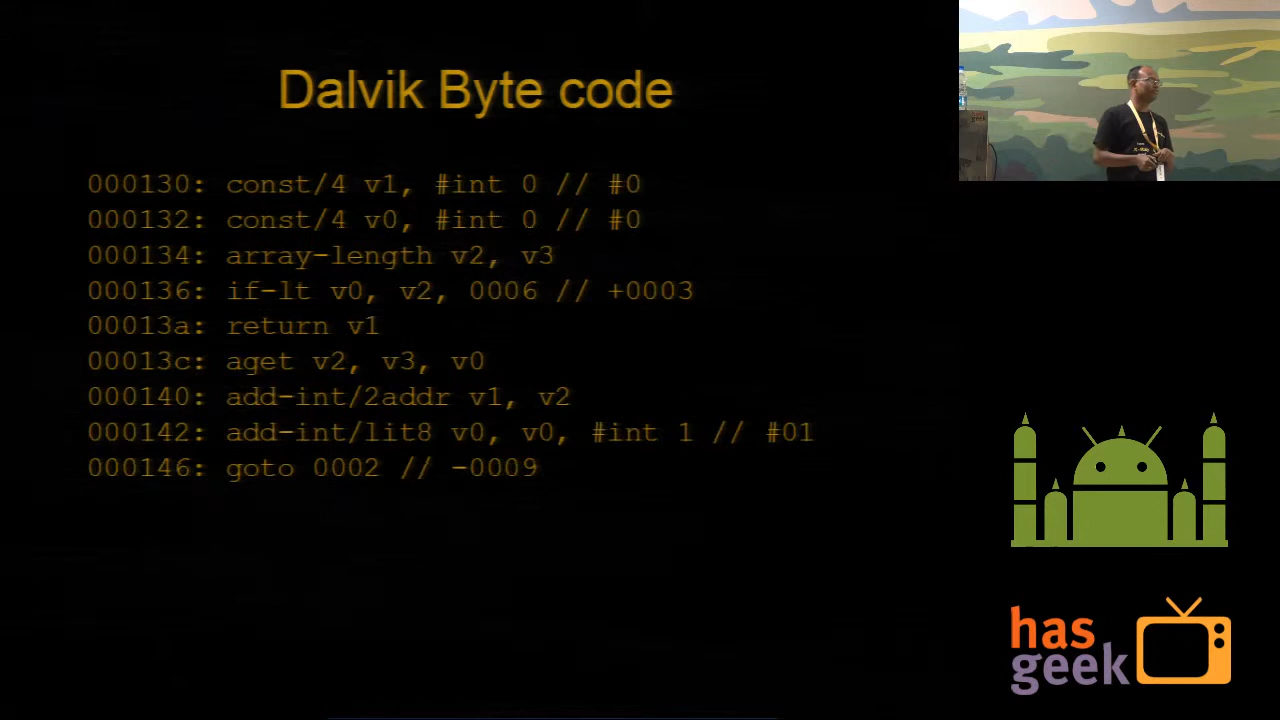 Dalvik Byte code
000130: const/4 v1, #int 0 // #0
000132: const/4 v0, #int 0 // #0
000134: array-length v2, v3
000136: if-lt v0, v2, 0006 // +0003
00013a: return v1
00013c: aget v2, v3, v0
000140: add-int/2addr v1, v2
000142: add-int/lit8 v0, v0, #int 1 // #01
000146: goto 0002 // -0009
has
geek
has
geek